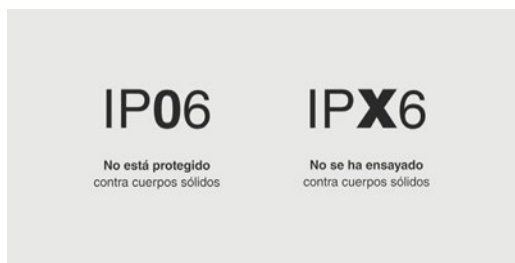 IP06
No está protegido
contra cuerpos sólidos
IPX6
No se ha ensayado
contra cuerpos sólidos